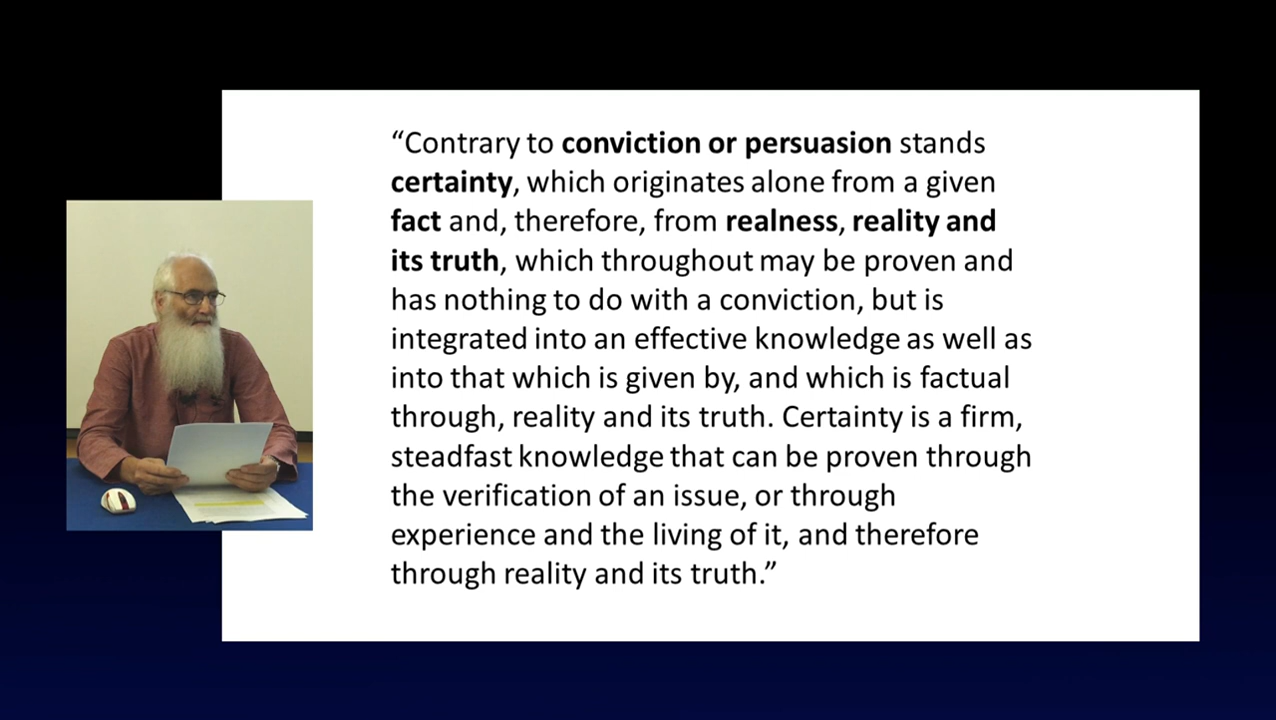 “Contrary to conviction or persuasion stands
certainty, which originates alone from a given
fact and, therefore, from realness, reality and
its truth, which throughout may be proven and
has nothing to do with a conviction, but is
integrated into an effective knowledge as well as
into that which is given by, and which is factual
through, reality and its truth. Certainty is a firm,
steadfast knowledge that can be proven through
the verification of an issue, or through
experience and the living of it, and therefore
through reality and its truth.”